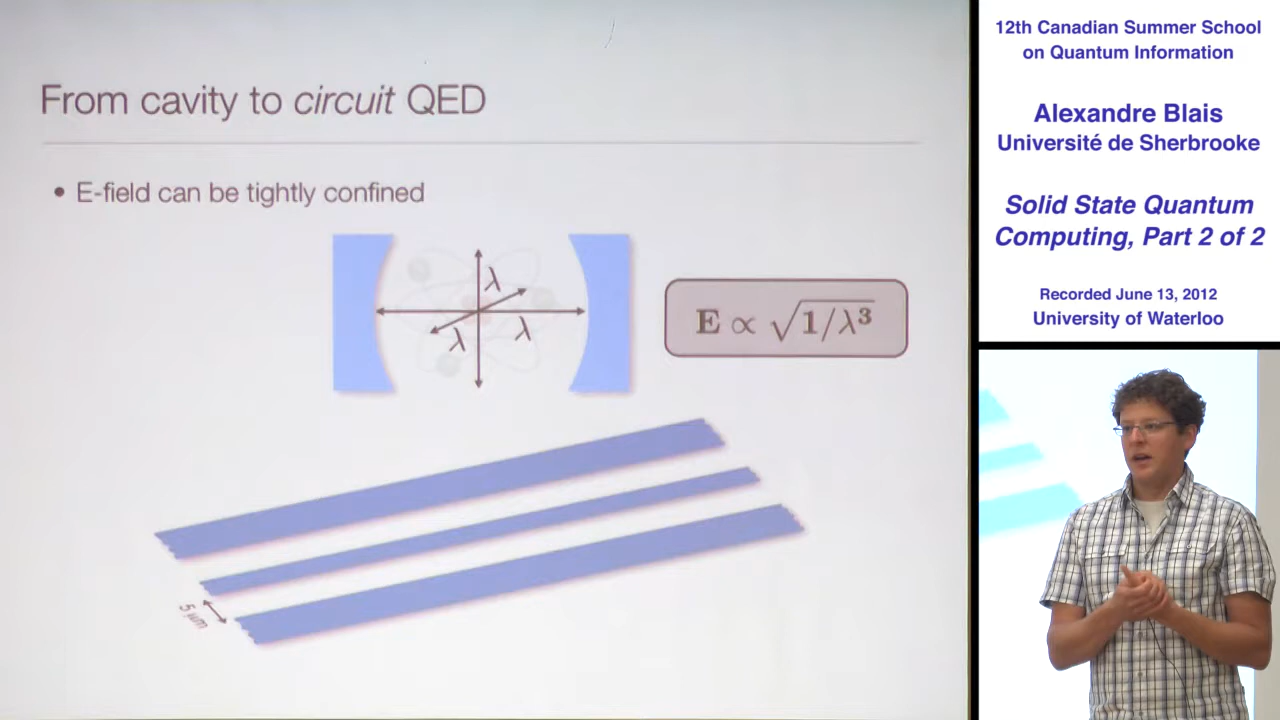 From cavity to circuit QED
• E-field can be tightly confined
λ
λ
λ
E ∝ √1/λ³
5 µm
12th Canadian Summer School
on Quantum Information
Alexandre Blais
Université de Sherbrooke
Solid State Quantum
Computing, Part 2 of 2
Recorded June 13, 2012
University of Waterloo